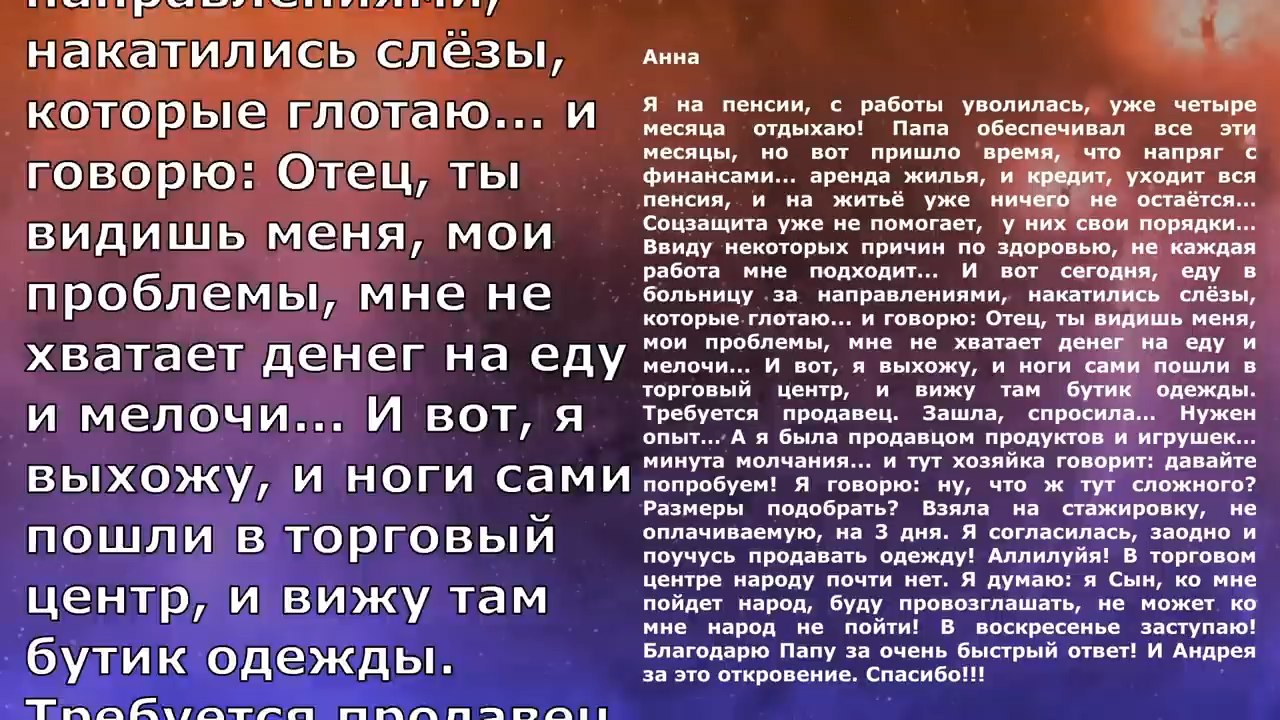 направлениями,
накатились слёзы,
которые глотаю... и
говорю: Отец, ты
видишь меня, мои
проблемы, мне не
хватает денег на еду
и мелочи... И вот, я
выхожу, и ноги сами
пошли в торговый
центр, и вижу там
бутик одежды.
Требуется продавец.
Анна
Я на пенсии, с работы уволилась, уже четыре
месяца отдыхаю! Папа обеспечивал все эти
месяцы, но вот пришло время, что напряг с
финансами... аренда жилья, и кредит, уходит вся
пенсия, и на житьё уже ничего не остаётся...
Соцзащита уже не помогает, у них свои порядки...
Ввиду некоторых причин по здоровью, не каждая
работа мне подходит... И вот сегодня, еду в
больницу за направлениями, накатились слёзы,
которые глотаю... и говорю: Отец, ты видишь меня,
мои проблемы, мне не хватает денег на еду и
мелочи... И вот, я выхожу, и ноги сами пошли в
торговый центр, и вижу там бутик одежды.
Требуется продавец. Зашла, спросила... Нужен
опыт... А я была продавцом продуктов и игрушек...
минута молчания... и тут хозяйка говорит: давайте
попробуем! Я говорю: ну, что ж тут сложного?
Размеры подобрать? Взяла на стажировку, не
оплачиваемую, на 3 дня. Я согласилась, заодно и
поучусь продавать одежду! Аллилуйя! В торговом
центре народу почти нет. Я думаю: я Сын, ко мне
пойдет народ, буду провозглашать, не может ко
мне народ не пойти! В воскресенье заступаю!
Благодарю Папу за очень быстрый ответ! И Андрея
за это откровение. Спасибо!!!